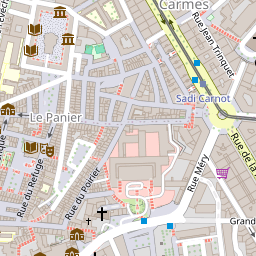 Carmes
Rue Jean Trinquet
Sadi Carnot
Le Panier
Rue du Refuge
Rue du Poirier
Rue Méry
Rue de la
Grand